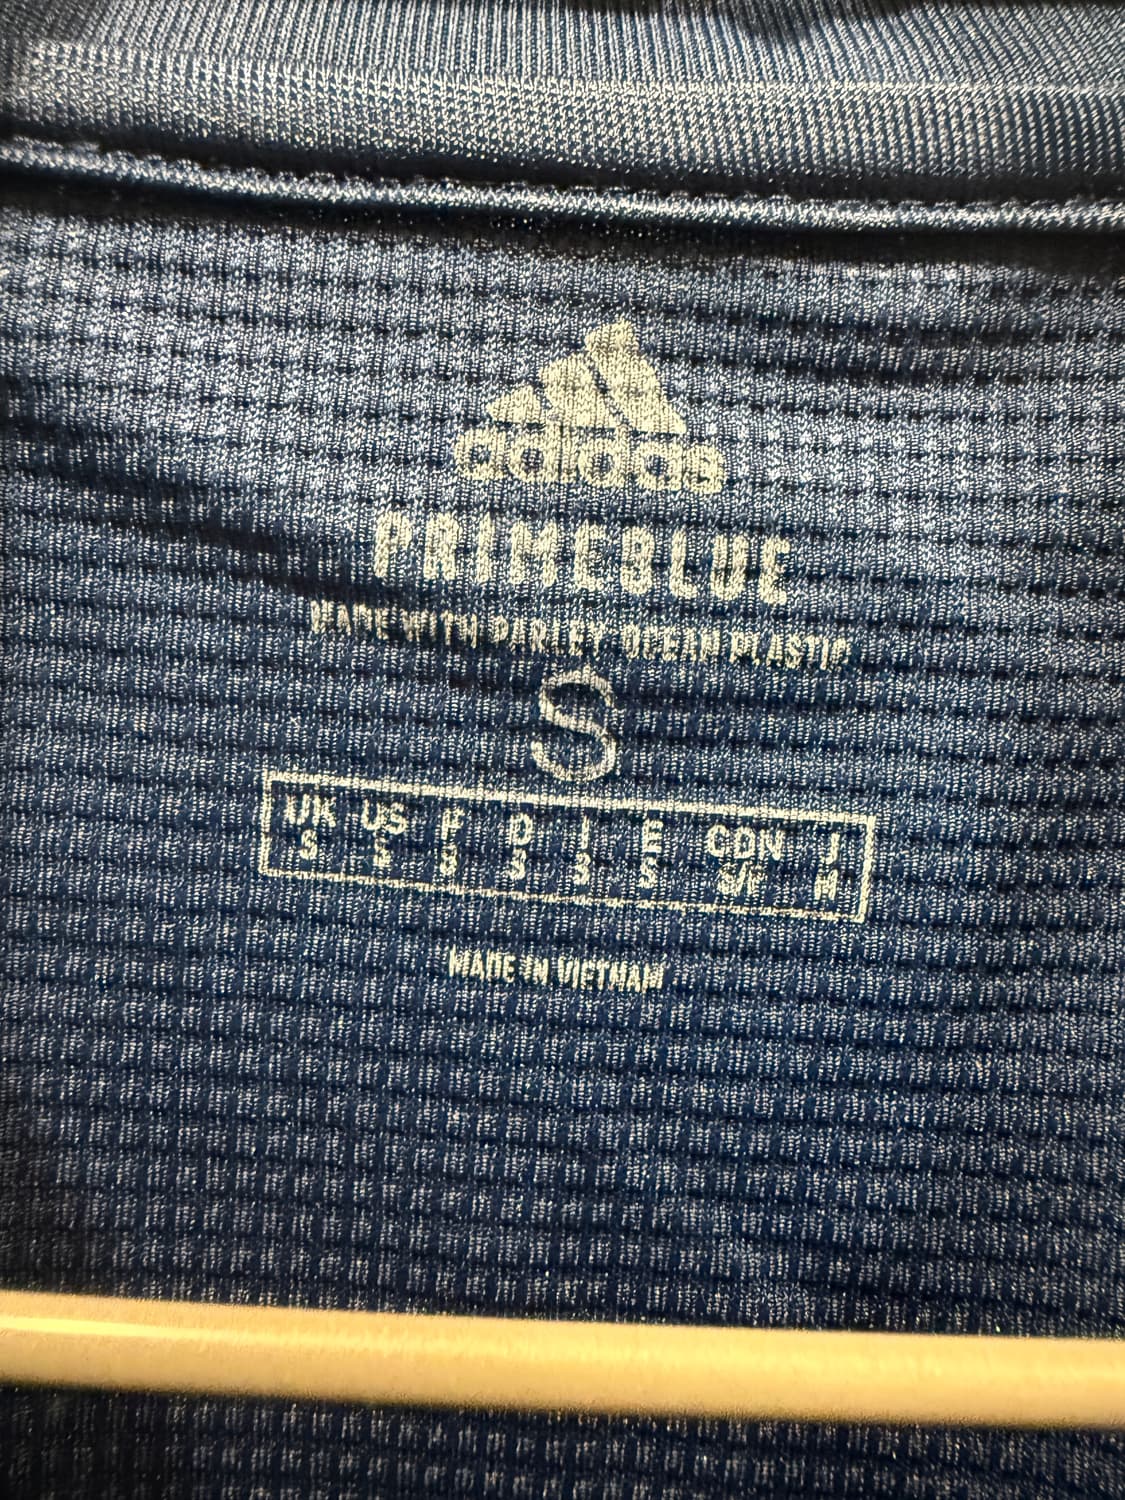 adidas
PRIMEBLUE
MADE WITH PARLEY OCEAN PLASTIC
S
UK US F D I E CDN J
S S S S S S S/P M
MADE IN VIETNAM